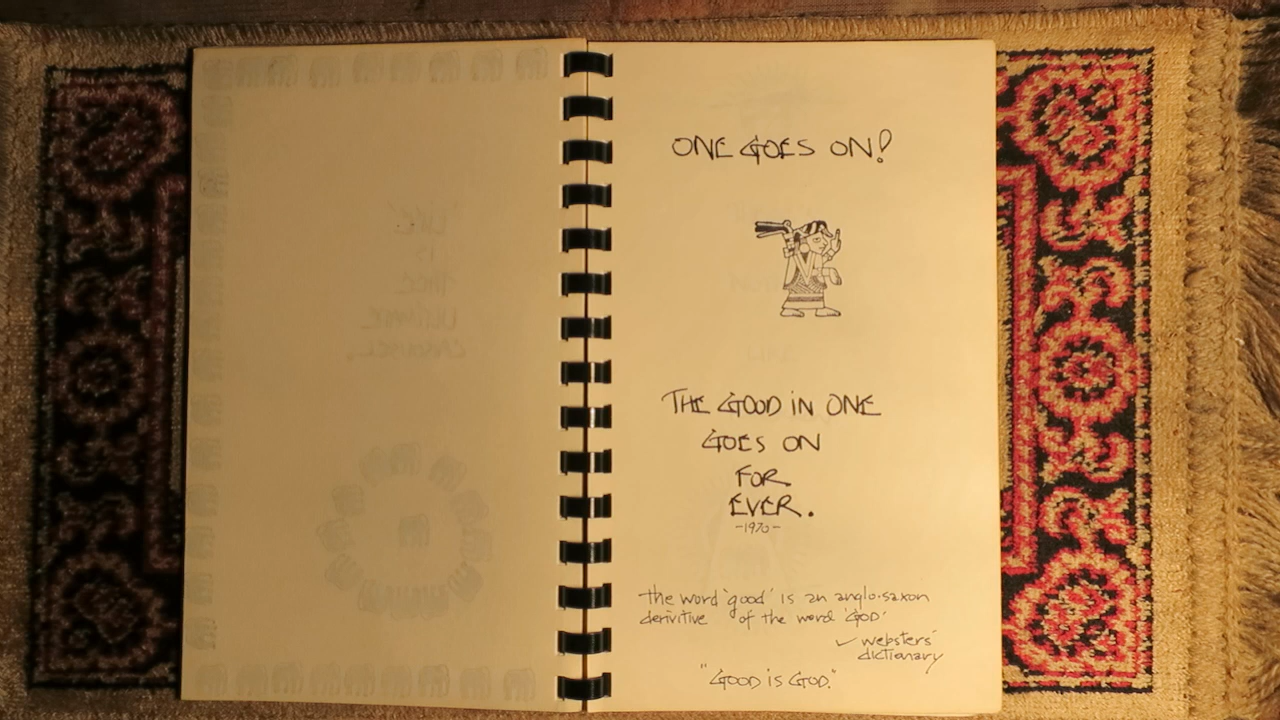 ONE GOES ON!
THE GOOD IN ONE
GOES ON
FOR
EVER.
-1970-
the word 'good' is an anglo-saxon
derivitive of the word 'GOD'
✓ websters'
dictionary
"GOOD is GOD."